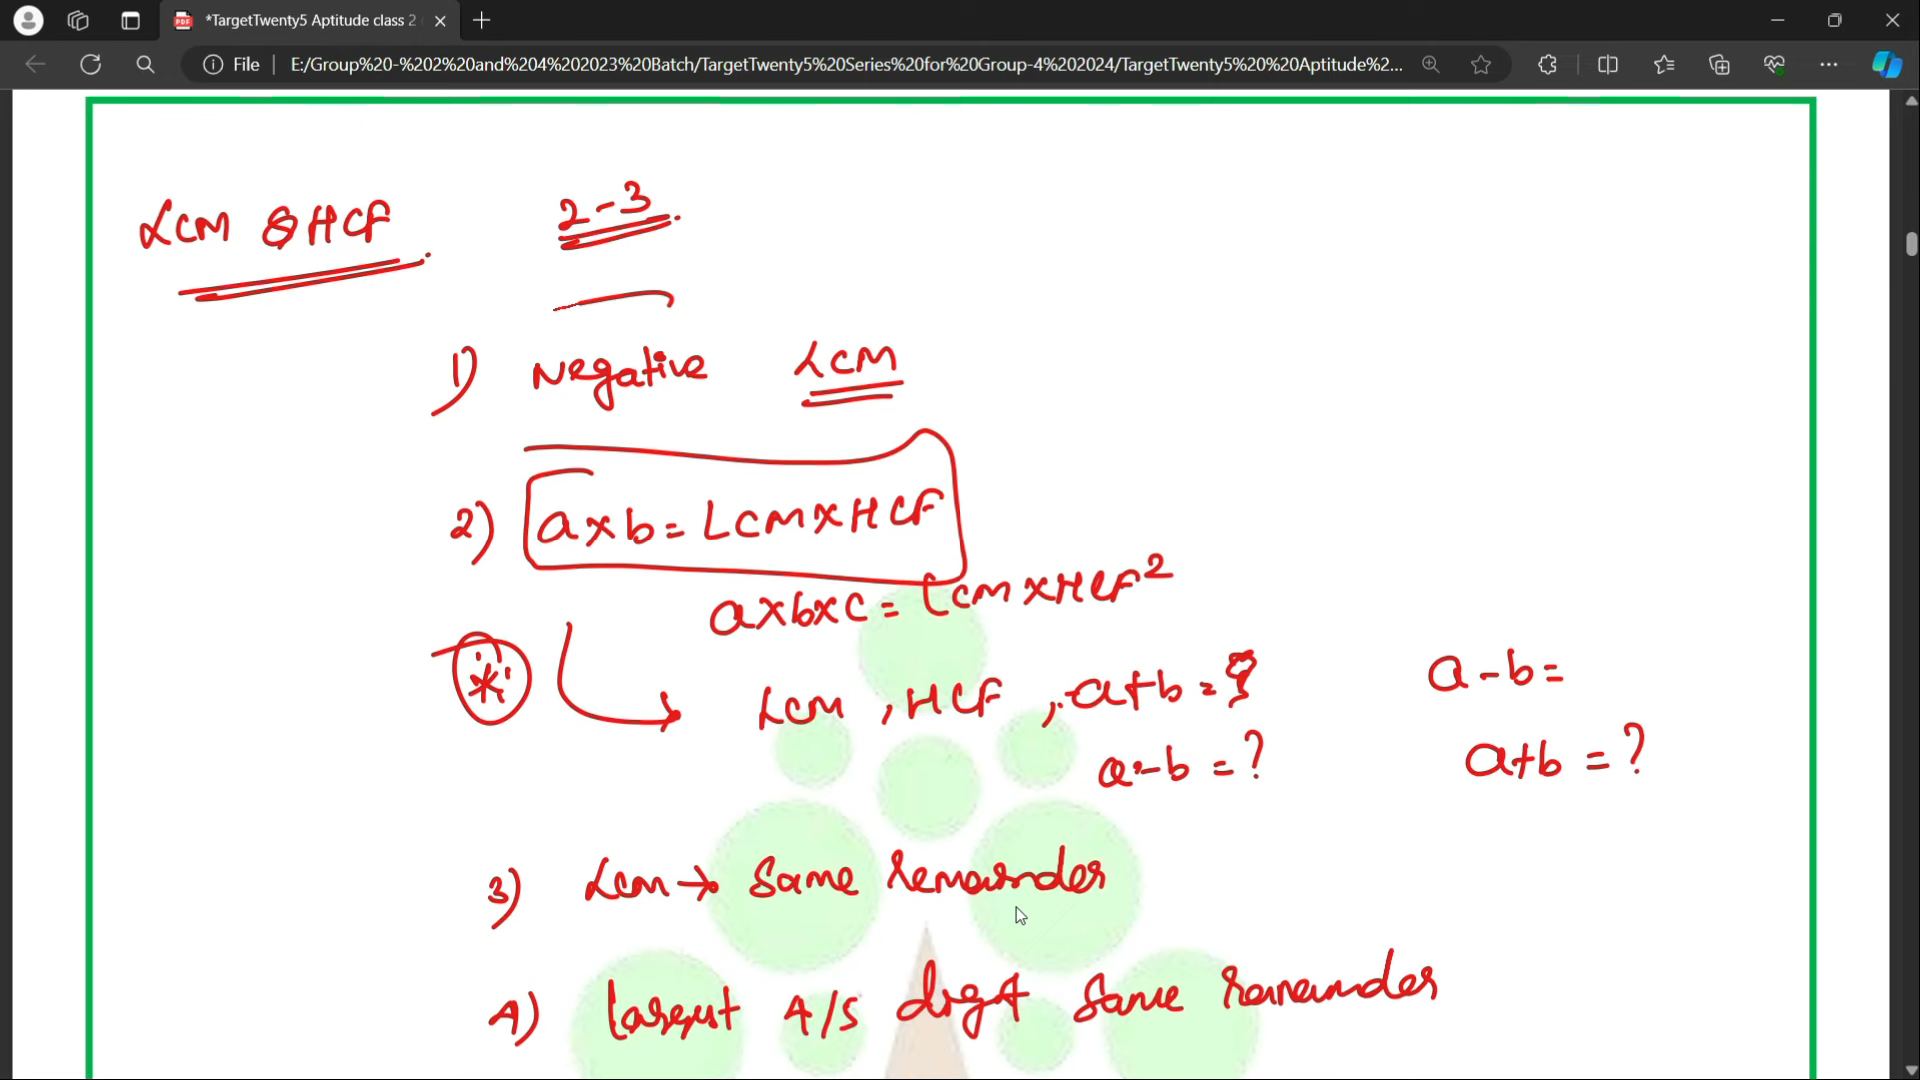 *TargetTwenty5 Aptitude class 2
File | E:/Group%20-%202%20and%204%202023%20Batch/TargetTwenty5%20Series%20for%20Group-4%202024/TargetTwenty5%20%20Aptitude%2...
LCM & HCF 2-3
1) Negative LCM
2) a×b = LCM×HCF
a×b×c = LCM×HCF²
* LCM, HCF, a+b = ? a-b =
a-b = ? a+b = ?
3) LCM → Same Remainder
4) largest 4/5 digit Same Remainder